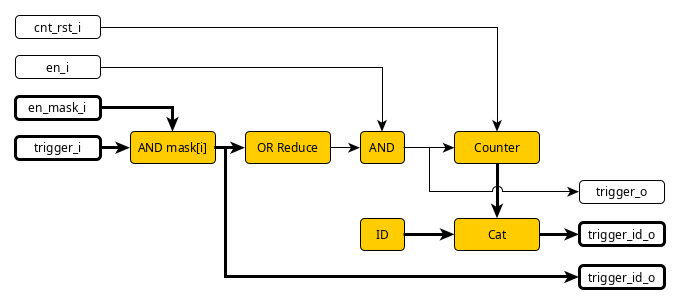 cnt_rst_i
en_i
en_mask_i
trigger_i
AND mask[i]
OR Reduce
AND
Counter
trigger_o
ID
Cat
trigger_id_o
trigger_id_o